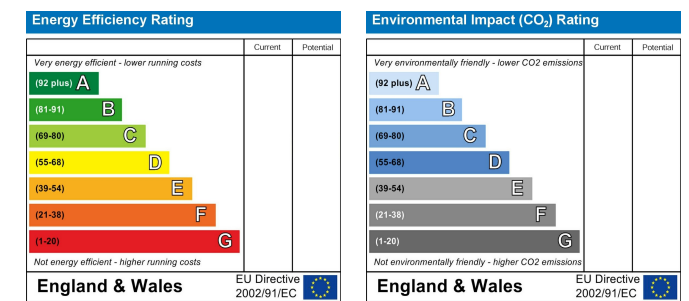 Energy Efficiency Rating
Current Potential
Very energy efficient - lower running costs
(92 plus) A
(81-91) B
(69-80) C
(55-68) D
(39-54) E
(21-38) F
(1-20) G
Not energy efficient - higher running costs
England & Wales
EU Directive
2002/91/EC
Environmental Impact (CO₂) Rating
Current Potential
Very environmentally friendly - lower CO2 emissions
(92 plus) A
(81-91) B
(69-80) C
(55-68) D
(39-54) E
(21-38) F
(1-20) G
Not environmentally friendly - higher CO2 emissions
England & Wales
EU Directive
2002/91/EC